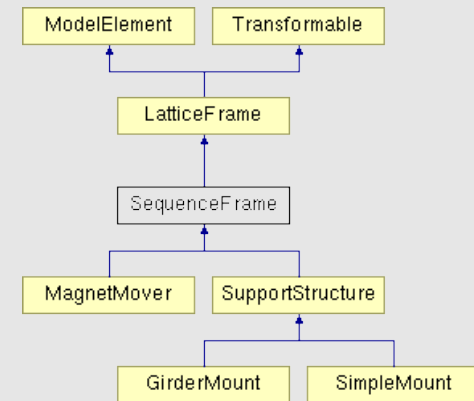 ModelElement Transformable
LatticeFrame
SequenceFrame
MagnetMover SupportStructure
GirderMount SimpleMount